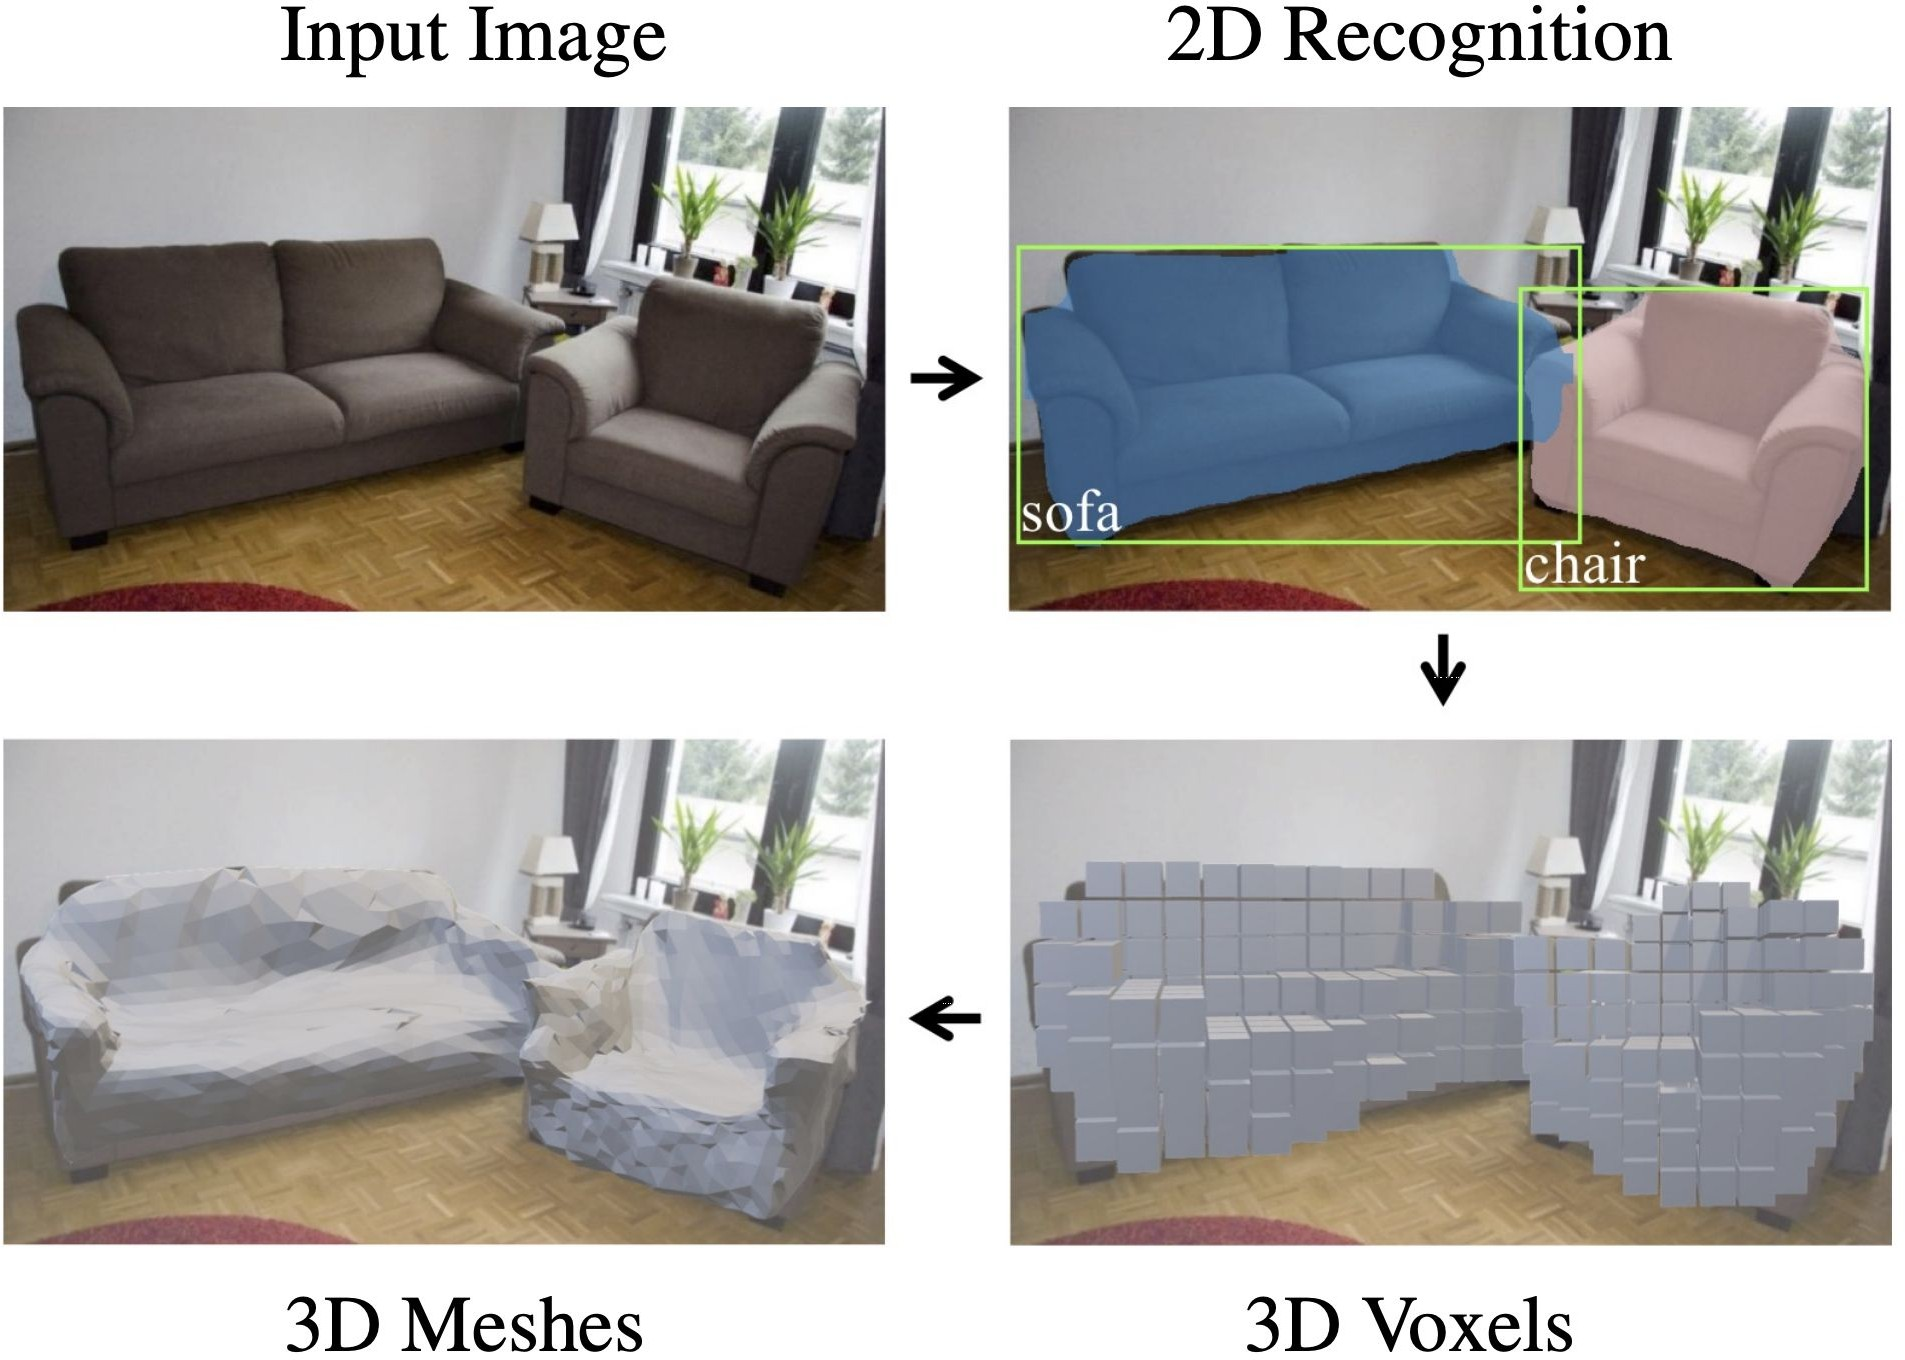 Input Image
2D Recognition
sofa
chair
3D Meshes
3D Voxels